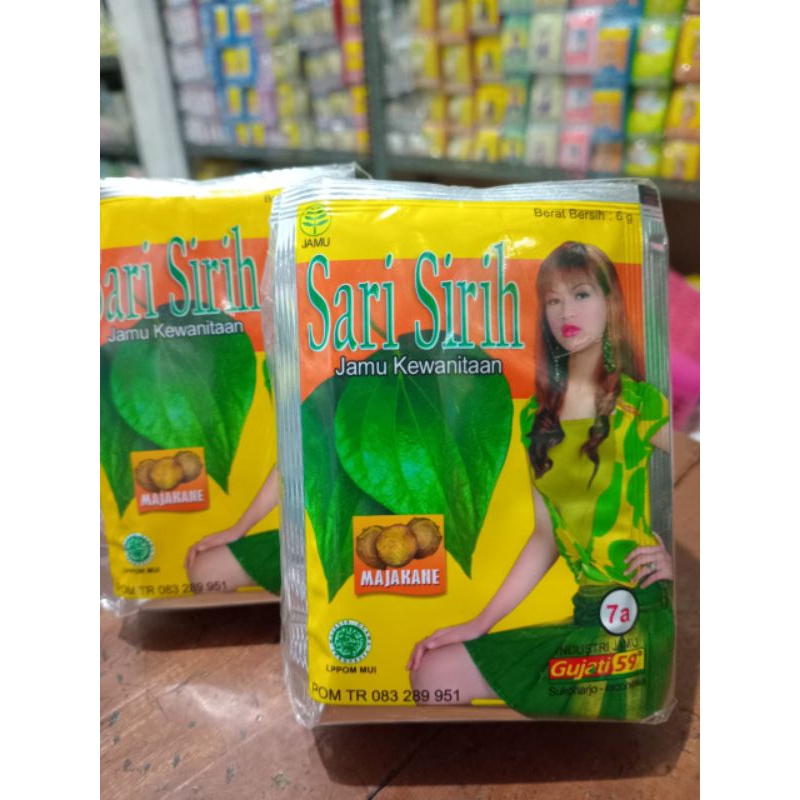 JAMU
Berat Bersih : 6 g
Sari Sirih
Jamu Kewanitaan
MAJAKANE
LPPOM MUI
POM TR 083 289 951
7a
INDUSTRI JAMU
Gujati 59
Sukoharjo - Indonesia
Sari Sirih
Jamu Kewanitaan
MAJAKANE
LPPOM MUI
POM TR 083 289 951